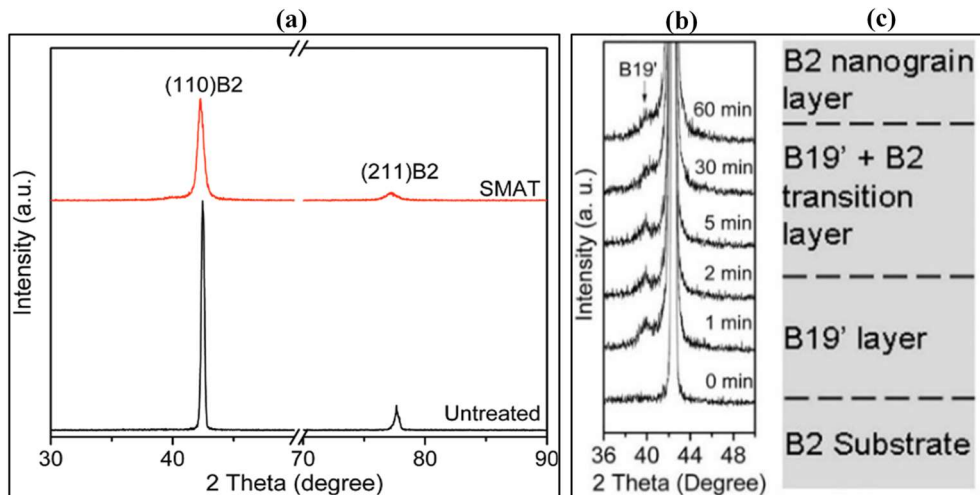 (a)
(110)B2
(211)B2
SMAT
Untreated
Intensity (a.u.)
30 40 70 80 90
2 Theta (degree)
(b)
B19'
60 min
30 min
5 min
2 min
1 min
0 min
Intensity (a. u.)
36 40 44 48
2 Theta (Degree)
(c)
B2 nanograin
layer
B19' + B2
transition
layer
B19' layer
B2 Substrate